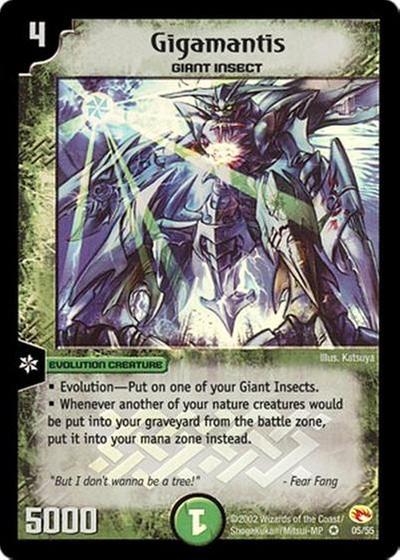 4
Gigamantis
GIANT INSECT
Illus. Katsuya
EVOLUTION CREATURE
▪ Evolution—Put on one of your Giant Insects.
▪ Whenever another of your nature creatures would
be put into your graveyard from the battle zone,
put it into your mana zone instead.
"But I don't wanna be a tree!" - Fear Fang
5000
1
©2002 Wizards of the Coast/
Shogakukan/Mitsui-MP 05/55